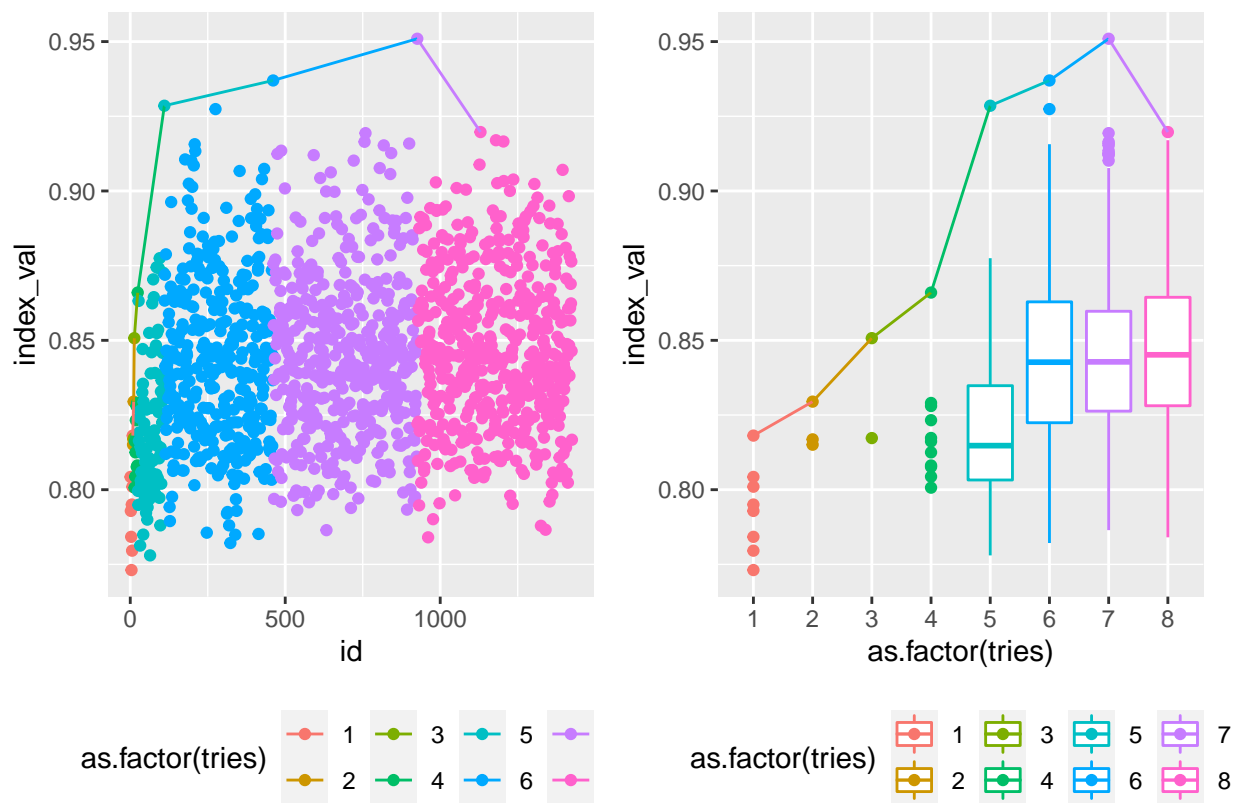 0.95
0.90
0.85
0.80
index_val
0 500 1000
id
as.factor(tries)
1 3 5
2 4 6
0.95
0.90
0.85
0.80
index_val
1 2 3 4 5 6 7 8
as.factor(tries)
as.factor(tries)
1 3 5 7
2 4 6 8